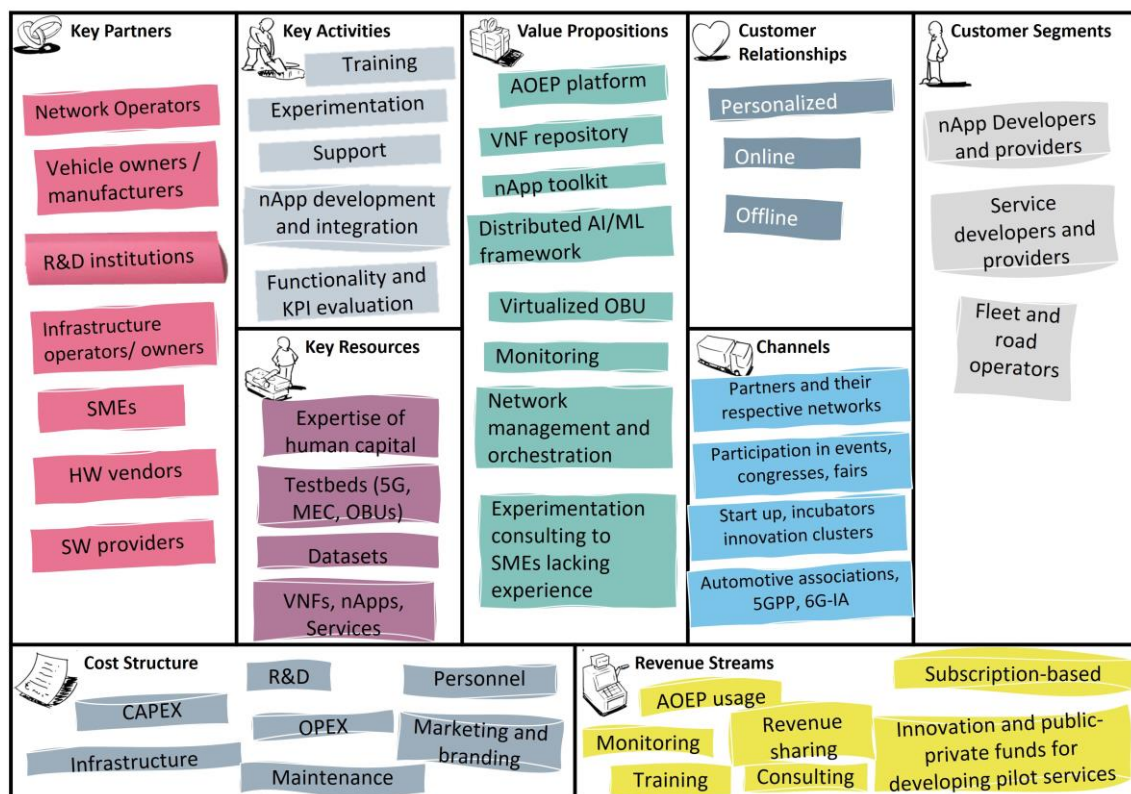 Key Partners
Network Operators
Vehicle owners /
manufacturers
R&D institutions
Infrastructure
operators/ owners
SMEs
HW vendors
SW providers
Key Activities
Training
Experimentation
Support
nApp development
and integration
Functionality and
KPI evaluation
Key Resources
Expertise of
human capital
Testbeds (5G,
MEC, OBUs)
Datasets
VNFs, nApps,
Services
Value Propositions
AOEP platform
VNF repository
nApp toolkit
Distributed AI/ML
framework
Virtualized OBU
Monitoring
Network
management and
orchestration
Experimentation
consulting to
SMEs lacking
experience
Customer
Relationships
Personalized
Online
Offline
Channels
Partners and their
respective networks
Participation in events,
congresses, fairs
Start up, incubators
innovation clusters
Automotive associations,
5GPP, 6G-IA
Customer Segments
nApp Developers
and providers
Service
developers and
providers
Fleet and
road
operators
Cost Structure
R&D
Personnel
CAPEX
OPEX
Marketing and
branding
Infrastructure
Maintenance
Revenue Streams
Subscription-based
AOEP usage
Monitoring
Revenue
sharing
Innovation and public-
private funds for
developing pilot services
Training
Consulting